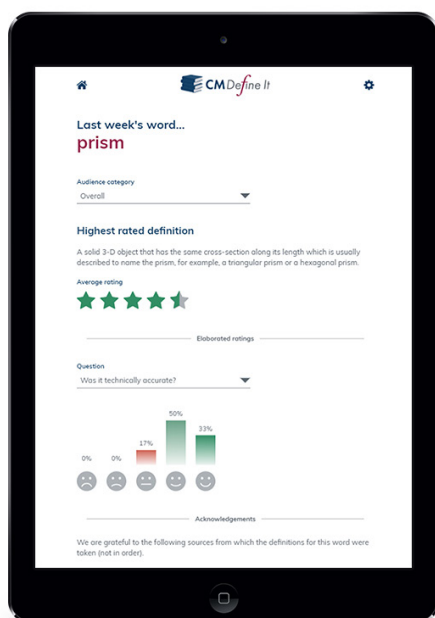 CMDefine It
Last week's word...
prism
Audience category
Overall
Highest rated definition
A solid 3-D object that has the same cross-section along its length which is usually
described to name the prism, for example, a triangular prism or a hexagonal prism.
Average rating
Elaborated ratings
Question
Was it technically accurate?
0%
0%
17%
50%
33%
Acknowledgements
We are grateful to the following sources from which the definitions for this word were
taken (not in order).